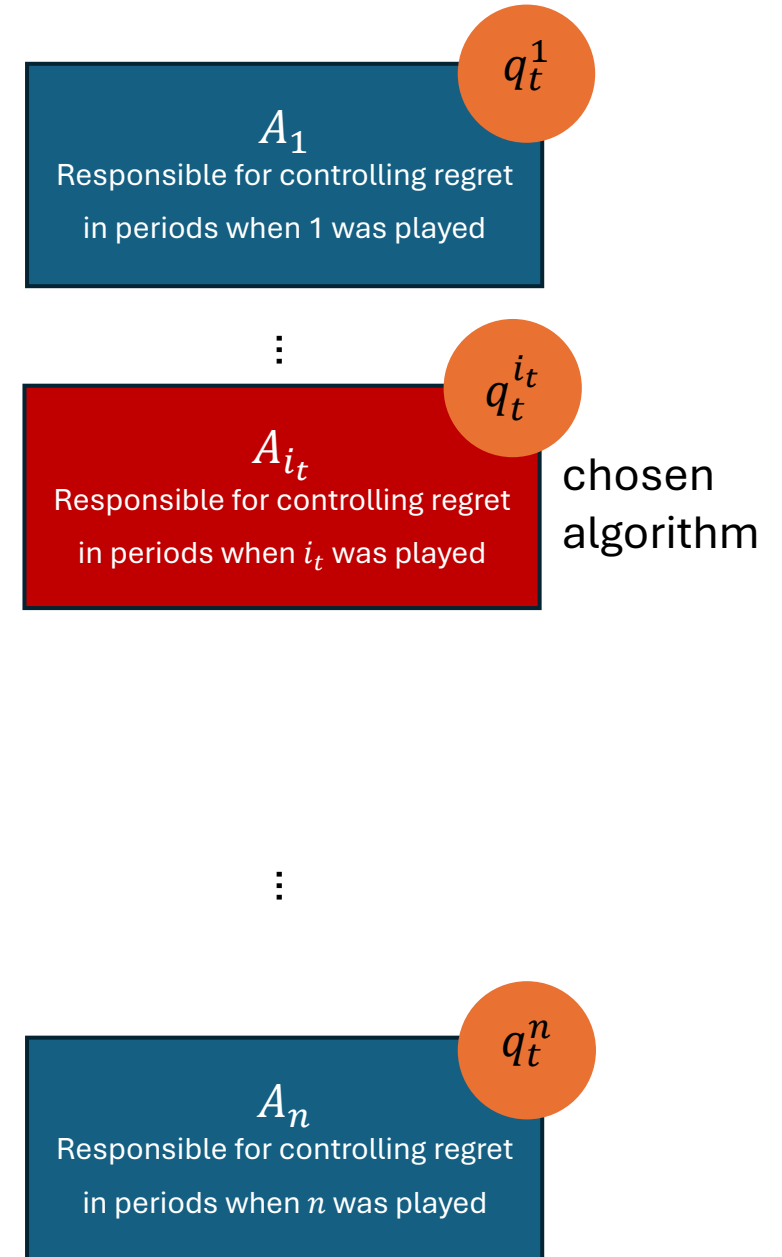 $q_t^1$
$A_1$
Responsible for controlling regret
in periods when 1 was played
⋮
$q_t^{i_t}$
$A_{i_t}$
Responsible for controlling regret
in periods when $i_t$ was played
chosen
algorithm
⋮
$q_t^n$
$A_n$
Responsible for controlling regret
in periods when $n$ was played